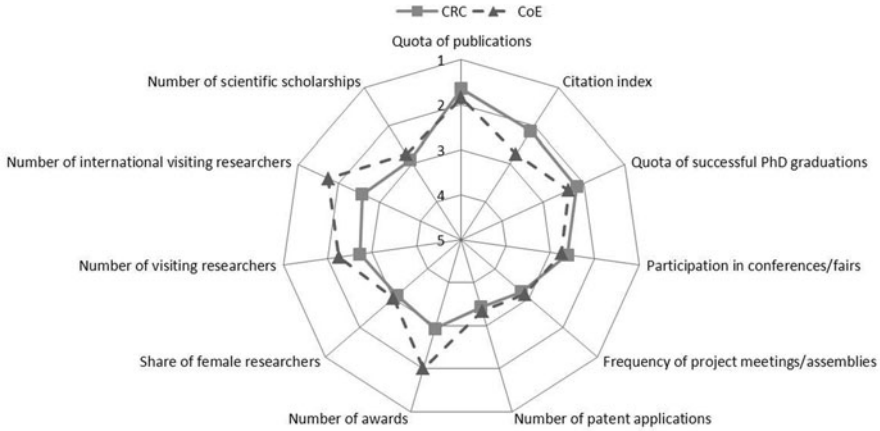 CRC CoE
Quota of publications
1
Number of scientific scholarships
Citation index
2
Number of international visiting researchers
3
Quota of successful PhD graduations
4
5
Number of visiting researchers
Participation in conferences/fairs
Share of female researchers
Frequency of project meetings/assemblies
Number of awards
Number of patent applications